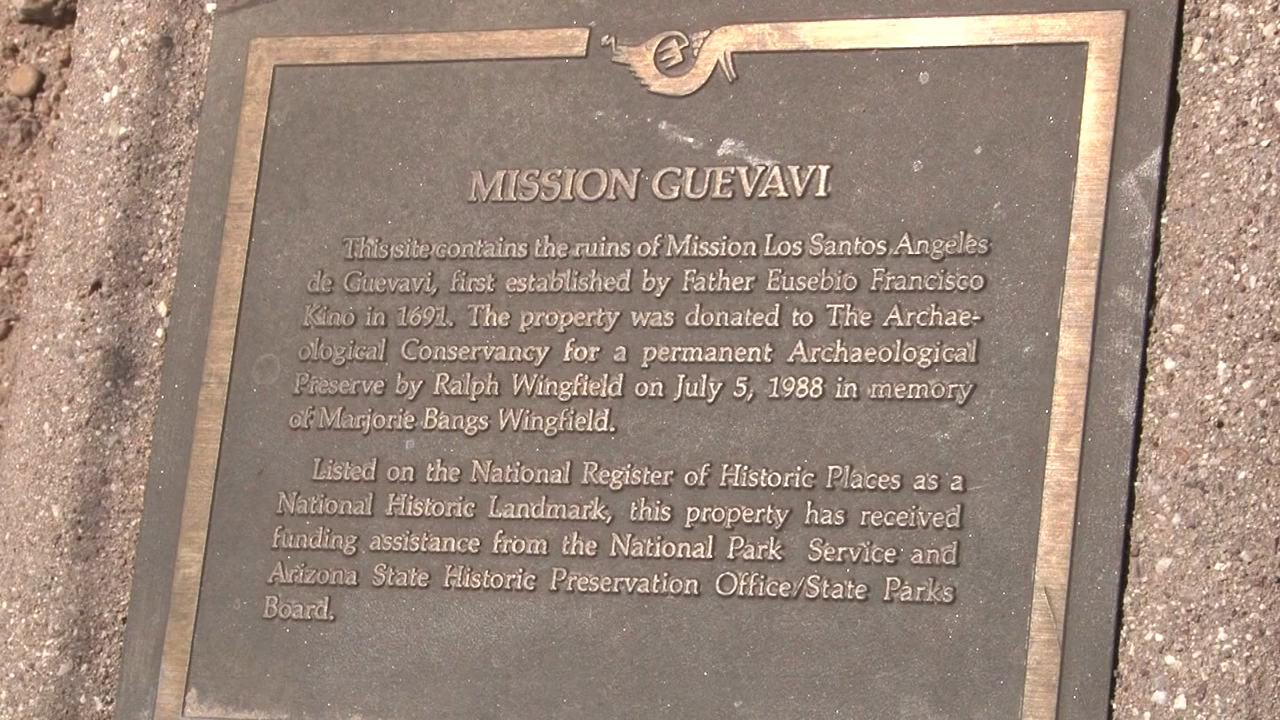 MISSION GUEVAVI
This site contains the ruins of Mission Los Santos Angeles
de Guevavi, first established by Father Eusebio Francisco
Kino in 1691. The property was donated to The Archae-
ological Conservancy for a permanent Archaeological
Preserve by Ralph Wingfield on July 5, 1988 in memory
of Marjorie Bangs Wingfield.
Listed on the National Register of Historic Places as a
National Historic Landmark, this property has received
funding assistance from the National Park Service and
Arizona State Historic Preservation Office/State Parks
Board.